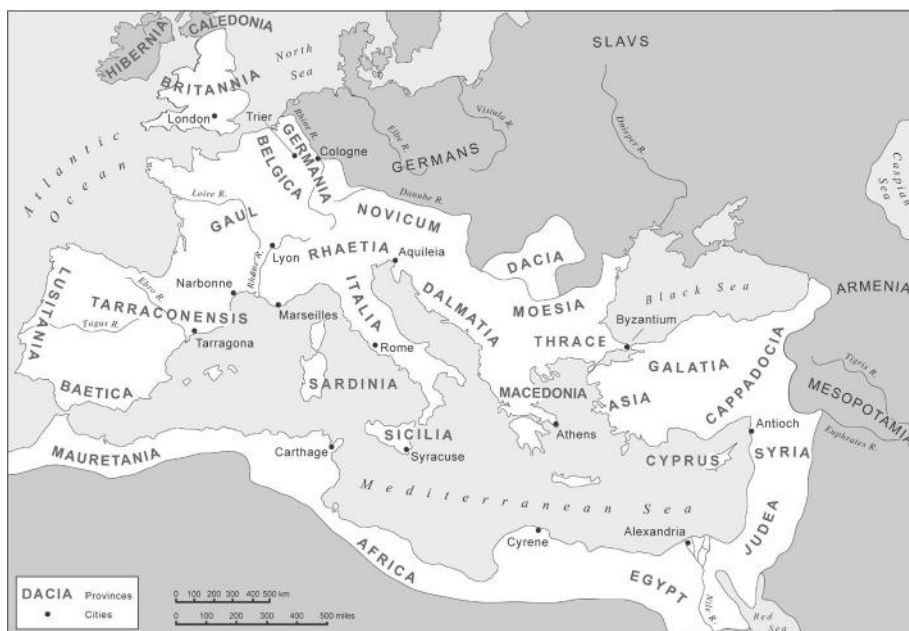 CALEDONIA
HIBERNIA
North
Sea
SLAVS
BRITANNIA
London
Trier
Rhine R.
Elbe R.
Vistula R.
Dnieper R.
GERMANIA
Cologne
GERMANS
BELGICA
Atlantic
Ocean
Caspian
Sea
Loire R.
Danube R.
NOVICUM
GAUL
Lyon
RHAETIA
Aquileia
DACIA
Rhône R.
Narbonne
LUSITANIA
Ebro R.
TARRACONENSIS
Marseilles
ITALIA
DALMATIA
MOESIA
Black Sea
ARMENIA
Byzantium
Tagus R.
Tarragona
Rome
THRACE
GALATIA
CAPPADOCIA
Tigris R.
MESOPOTAMIA
BAETICA
SARDINIA
MACEDONIA
ASIA
Athens
Antioch
Euphrates R.
SICILIA
Syracuse
CYPRUS
SYRIA
MAURETANIA
Carthage
Mediterranean Sea
Cyrene
Alexandria
JUDEA
AFRICA
EGYPT
Nile R.
Red
Sea
DACIA Provinces
Cities
0 100 200 300 400 500 km
0 100 200 300 400 500 miles